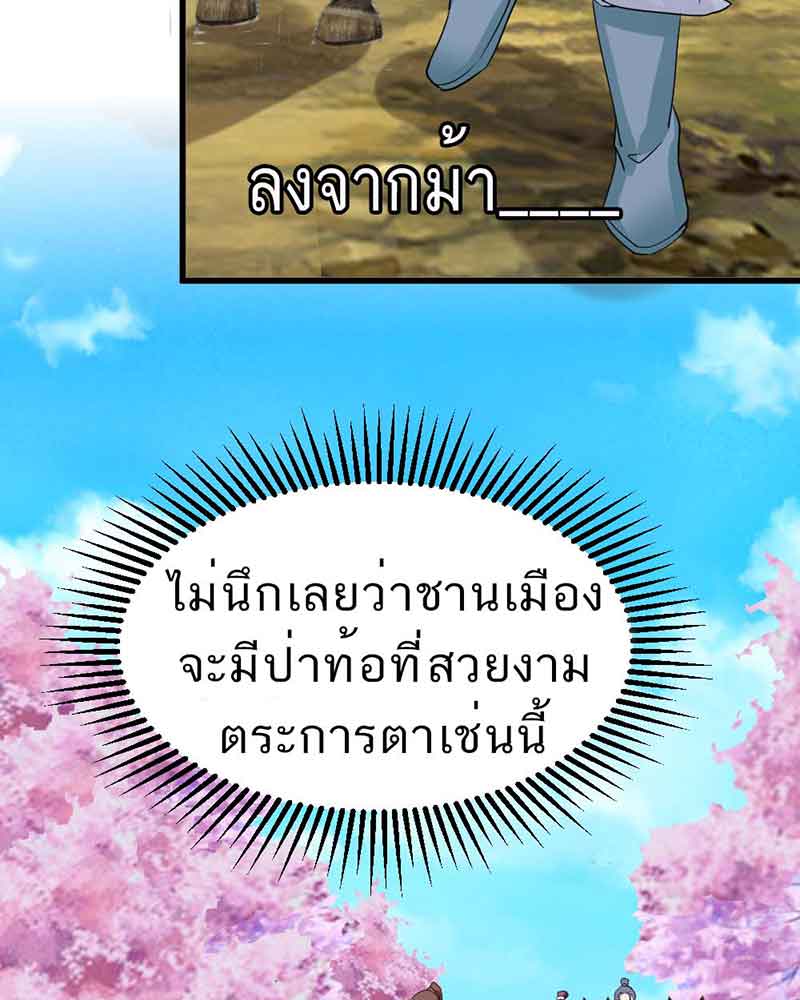 ลงจากม้า____
ไม่นึกเลยว่าชานเมือง
จะมีป่าท้อที่สวยงาม
ตระการตาเช่นนี้